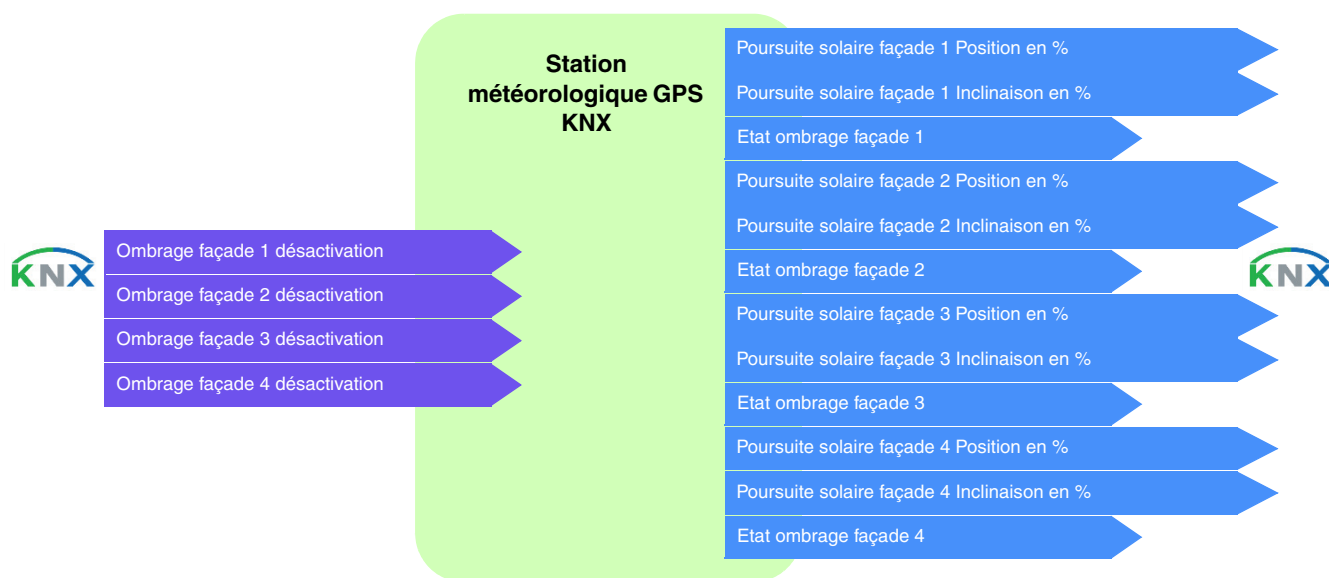 Station
météorologique GPS
KNX
KNX
Ombrage façade 1 désactivation
Ombrage façade 2 désactivation
Ombrage façade 3 désactivation
Ombrage façade 4 désactivation
Poursuite solaire façade 1 Position en %
Poursuite solaire façade 1 Inclinaison en %
Etat ombrage façade 1
Poursuite solaire façade 2 Position en %
Poursuite solaire façade 2 Inclinaison en %
Etat ombrage façade 2
Poursuite solaire façade 3 Position en %
Poursuite solaire façade 3 Inclinaison en %
Etat ombrage façade 3
Poursuite solaire façade 4 Position en %
Poursuite solaire façade 4 Inclinaison en %
Etat ombrage façade 4
KNX